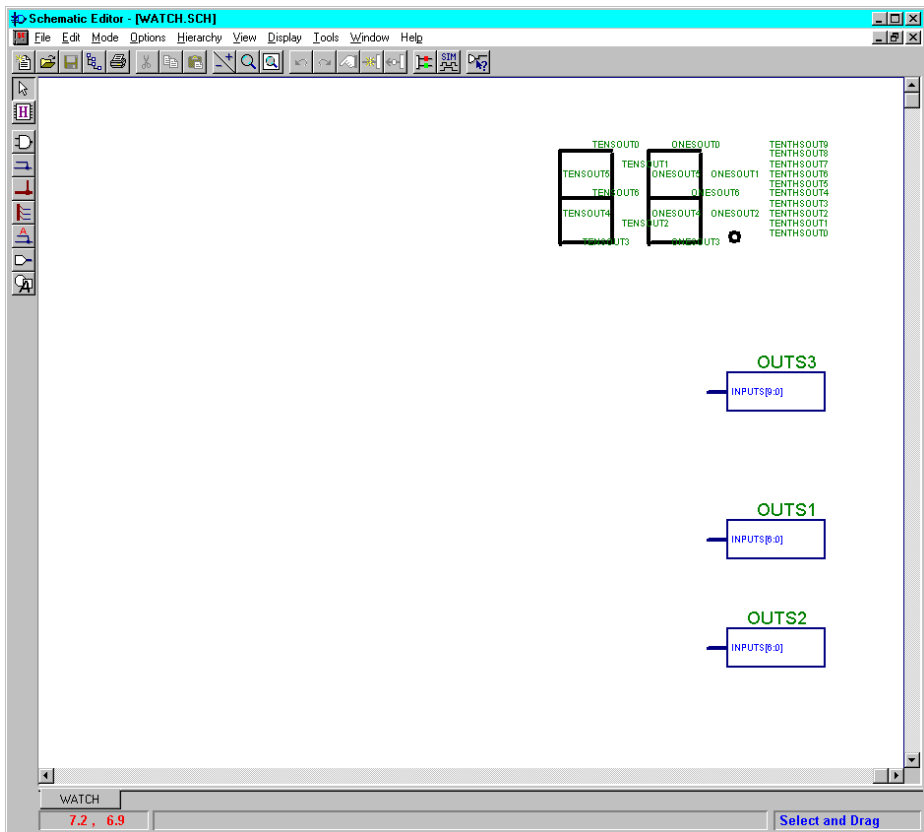 Schematic Editor - [WATCH.SCH]
File Edit Mode Options Hierarchy View Display Tools Window Help
SIM
H
A
A
TENSOUT0 ONESOUT0 TENTHSOUT9
TENTHSOUT8
TENSOUT1 TENTHSOUT7
TENSOUT5 ONESOUT5 ONESOUT1 TENTHSOUT6
TENTHSOUT5
TENSOUT6 ONESOUT6 TENTHSOUT4
TENTHSOUT3
TENSOUT4 ONESOUT4 ONESOUT2 TENTHSOUT2
TENSOUT2 TENTHSOUT1
TENTHSOUT0
TENSOUT3 ONESOUT3
OUTS3
INPUTS[9:0]
OUTS1
INPUTS[6:0]
OUTS2
INPUTS[6:0]
WATCH
7.2 , 6.9 Select and Drag